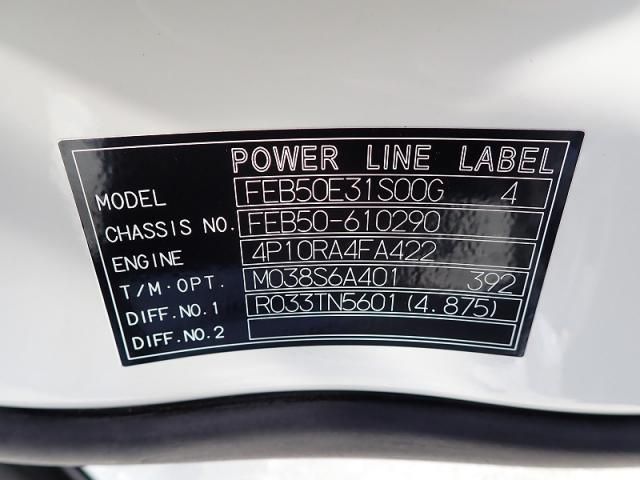 POWER LINE LABEL
MODEL FEB50E31S00G 4
CHASSIS NO. FEB50-610290
ENGINE 4P10RA4FA422
T/M·OPT. M038S6A401 392
DIFF.NO.1 R033TN5601(4.875)
DIFF.NO.2